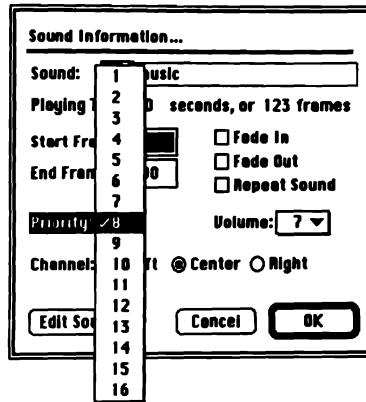 Sound Information...
Sound: usic
Playing T 0 seconds, or 123 frames
Start Fra
Fade In
End Fram 00
Fade Out
Repeat Sound
Priority: Volume: 7
Channel: ft Center Right
Edit Sou Cancel OK
1
2
3
4
5
6
7
✓8
9
10
11
12
13
14
15
16